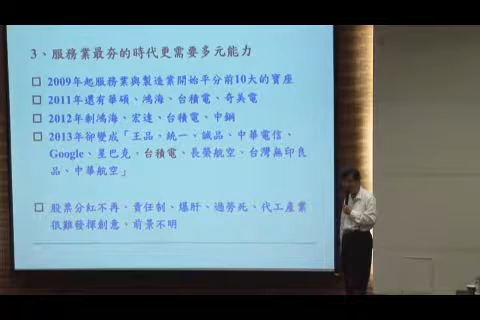 3、服務業最夯的時代更需要多元能力
□ 2009年起服務業與製造業開始平分前10大的寶座
□ 2011年還有華碩、鴻海、台積電、奇美電
□ 2012年剩鴻海、宏達、台積電、中鋼
□ 2013年卻變成「王品、統一、誠品、中華電信、
Google、星巴克、台積電、長榮航空、台灣無印良
品、中華航空」
□ 股票分紅不再、責任制、爆肝、過勞死、代工產業
很難發揮創意、前景不明